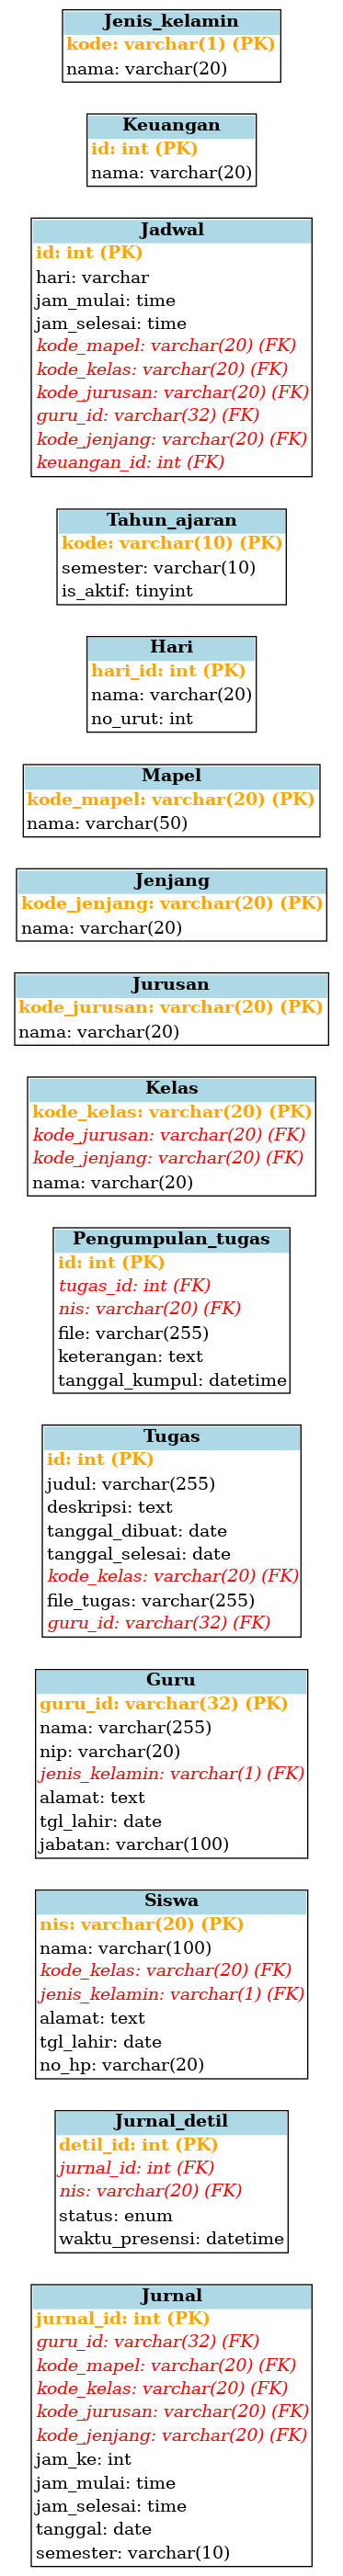 Jenis_kelamin
kode: varchar(1) (PK)
nama: varchar(20)
Keuangan
id: int (PK)
nama: varchar(20)
Jadwal
id: int (PK)
hari: varchar
jam_mulai: time
jam_selesai: time
kode_mapel: varchar(20) (FK)
kode_kelas: varchar(20) (FK)
kode_jurusan: varchar(20) (FK)
guru_id: varchar(32) (FK)
kode_jenjang: varchar(20) (FK)
keuangan_id: int (FK)
Tahun_ajaran
kode: varchar(10) (PK)
semester: varchar(10)
is_aktif: tinyint
Hari
hari_id: int (PK)
nama: varchar(20)
no_urut: int
Mapel
kode_mapel: varchar(20) (PK)
nama: varchar(50)
Jenjang
kode_jenjang: varchar(20) (PK)
nama: varchar(20)
Jurusan
kode_jurusan: varchar(20) (PK)
nama: varchar(20)
Kelas
kode_kelas: varchar(20) (PK)
kode_jurusan: varchar(20) (FK)
kode_jenjang: varchar(20) (FK)
nama: varchar(20)
Pengumpulan_tugas
id: int (PK)
tugas_id: int (FK)
nis: varchar(20) (FK)
file: varchar(255)
keterangan: text
tanggal_kumpul: datetime
Tugas
id: int (PK)
judul: varchar(255)
deskripsi: text
tanggal_dibuat: date
tanggal_selesai: date
kode_kelas: varchar(20) (FK)
file_tugas: varchar(255)
guru_id: varchar(32) (FK)
Guru
guru_id: varchar(32) (PK)
nama: varchar(255)
nip: varchar(20)
jenis_kelamin: varchar(1) (FK)
alamat: text
tgl_lahir: date
jabatan: varchar(100)
Siswa
nis: varchar(20) (PK)
nama: varchar(100)
kode_kelas: varchar(20) (FK)
jenis_kelamin: varchar(1) (FK)
alamat: text
tgl_lahir: date
no_hp: varchar(20)
Jurnal_detil
detil_id: int (PK)
jurnal_id: int (FK)
nis: varchar(20) (FK)
status: enum
waktu_presensi: datetime
Jurnal
jurnal_id: int (PK)
guru_id: varchar(32) (FK)
kode_mapel: varchar(20) (FK)
kode_kelas: varchar(20) (FK)
kode_jurusan: varchar(20) (FK)
kode_jenjang: varchar(20) (FK)
jam_ke: int
jam_mulai: time
jam_selesai: time
tanggal: date
semester: varchar(10)